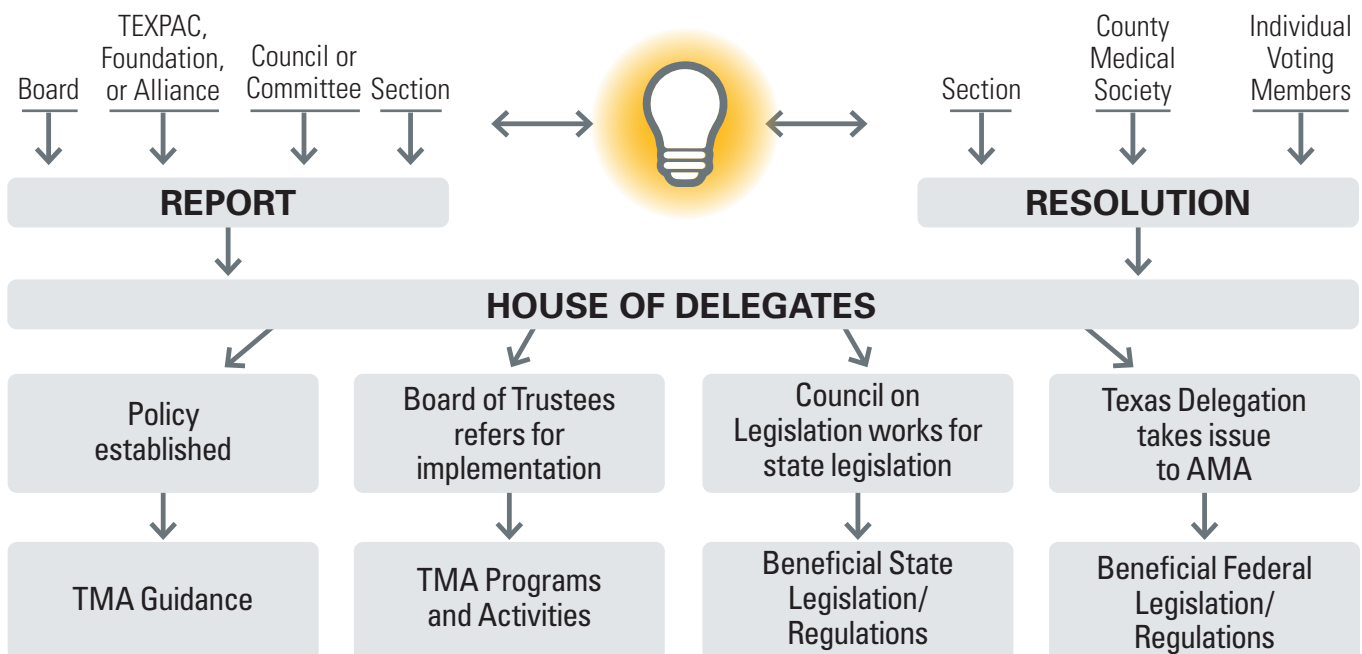 Board
TEXPAC,
Foundation,
or Alliance
Council or
Committee
Section
Section
County
Medical
Society
Individual
Voting
Members
REPORT
RESOLUTION
HOUSE OF DELEGATES
Policy
established
Board of Trustees
refers for
implementation
Council on
Legislation works for
state legislation
Texas Delegation
takes issue
to AMA
TMA Guidance
TMA Programs
and Activities
Beneficial State
Legislation/
Regulations
Beneficial Federal
Legislation/
Regulations